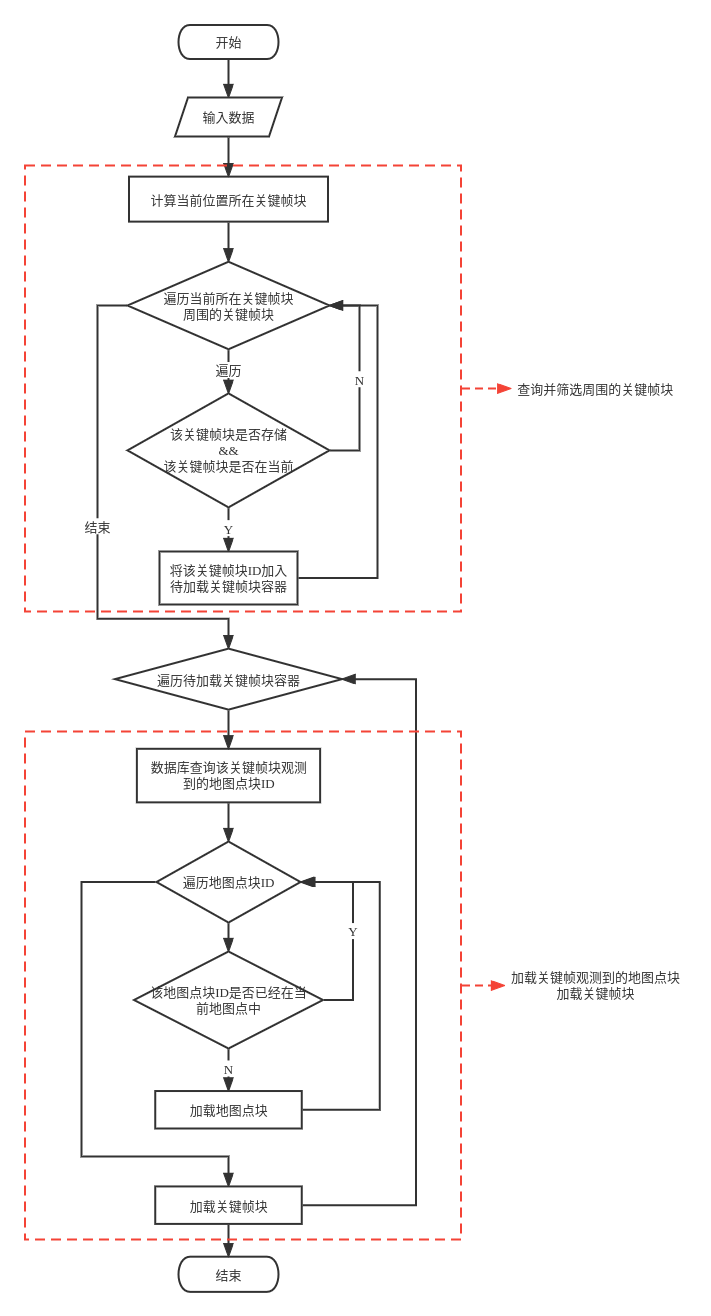 开始
输入数据
计算当前位置所在关键帧块
遍历当前所在关键帧块
周围的关键帧块
遍历
N
查询并筛选周围的关键帧块
该关键帧块是否存储
&&
该关键帧块是否在当前
结束
Y
将该关键帧块ID加入
待加载关键帧块容器
遍历待加载关键帧块容器
数据库查询该关键帧块观测
到的地图点块ID
遍历地图点块ID
Y
该地图点块ID是否已经在当
前地图点中
加载关键帧观测到的地图点块
加载关键帧块
N
加载地图点块
加载关键帧块
结束